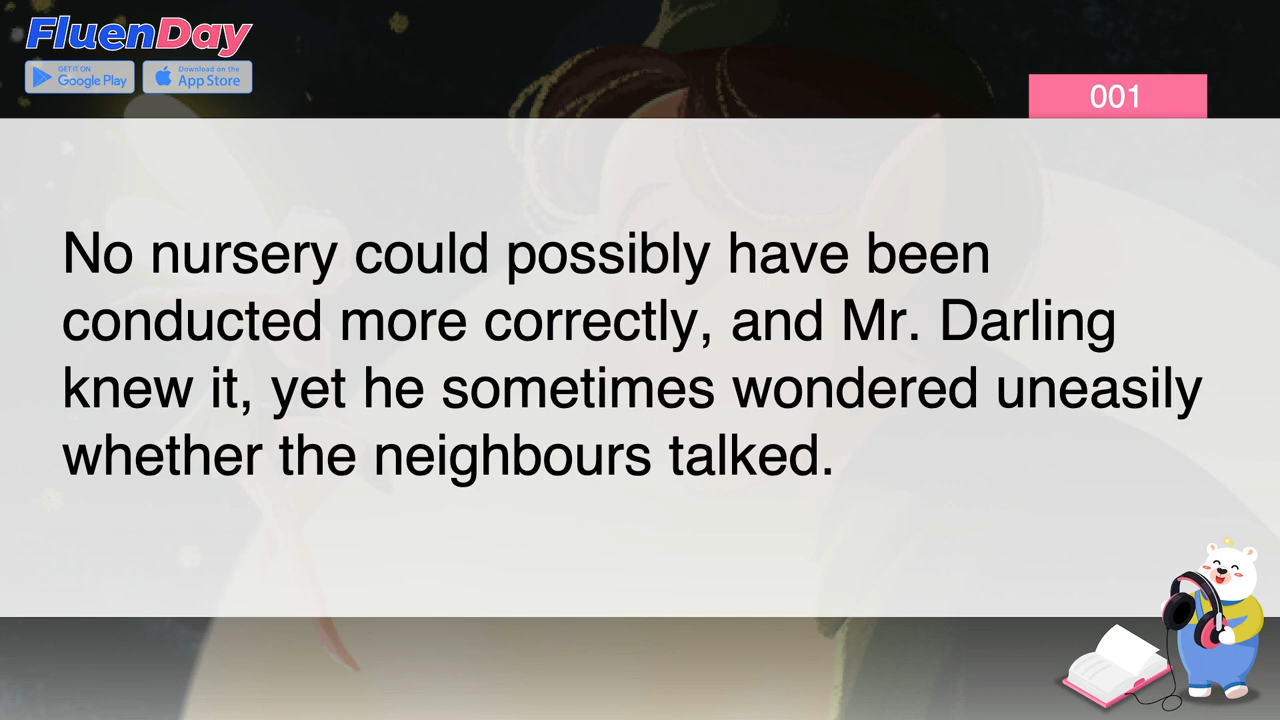 FluenDay
GET IT ON
Google Play
Download on the
App Store
001
No nursery could possibly have been
conducted more correctly, and Mr. Darling
knew it, yet he sometimes wondered uneasily
whether the neighbours talked.